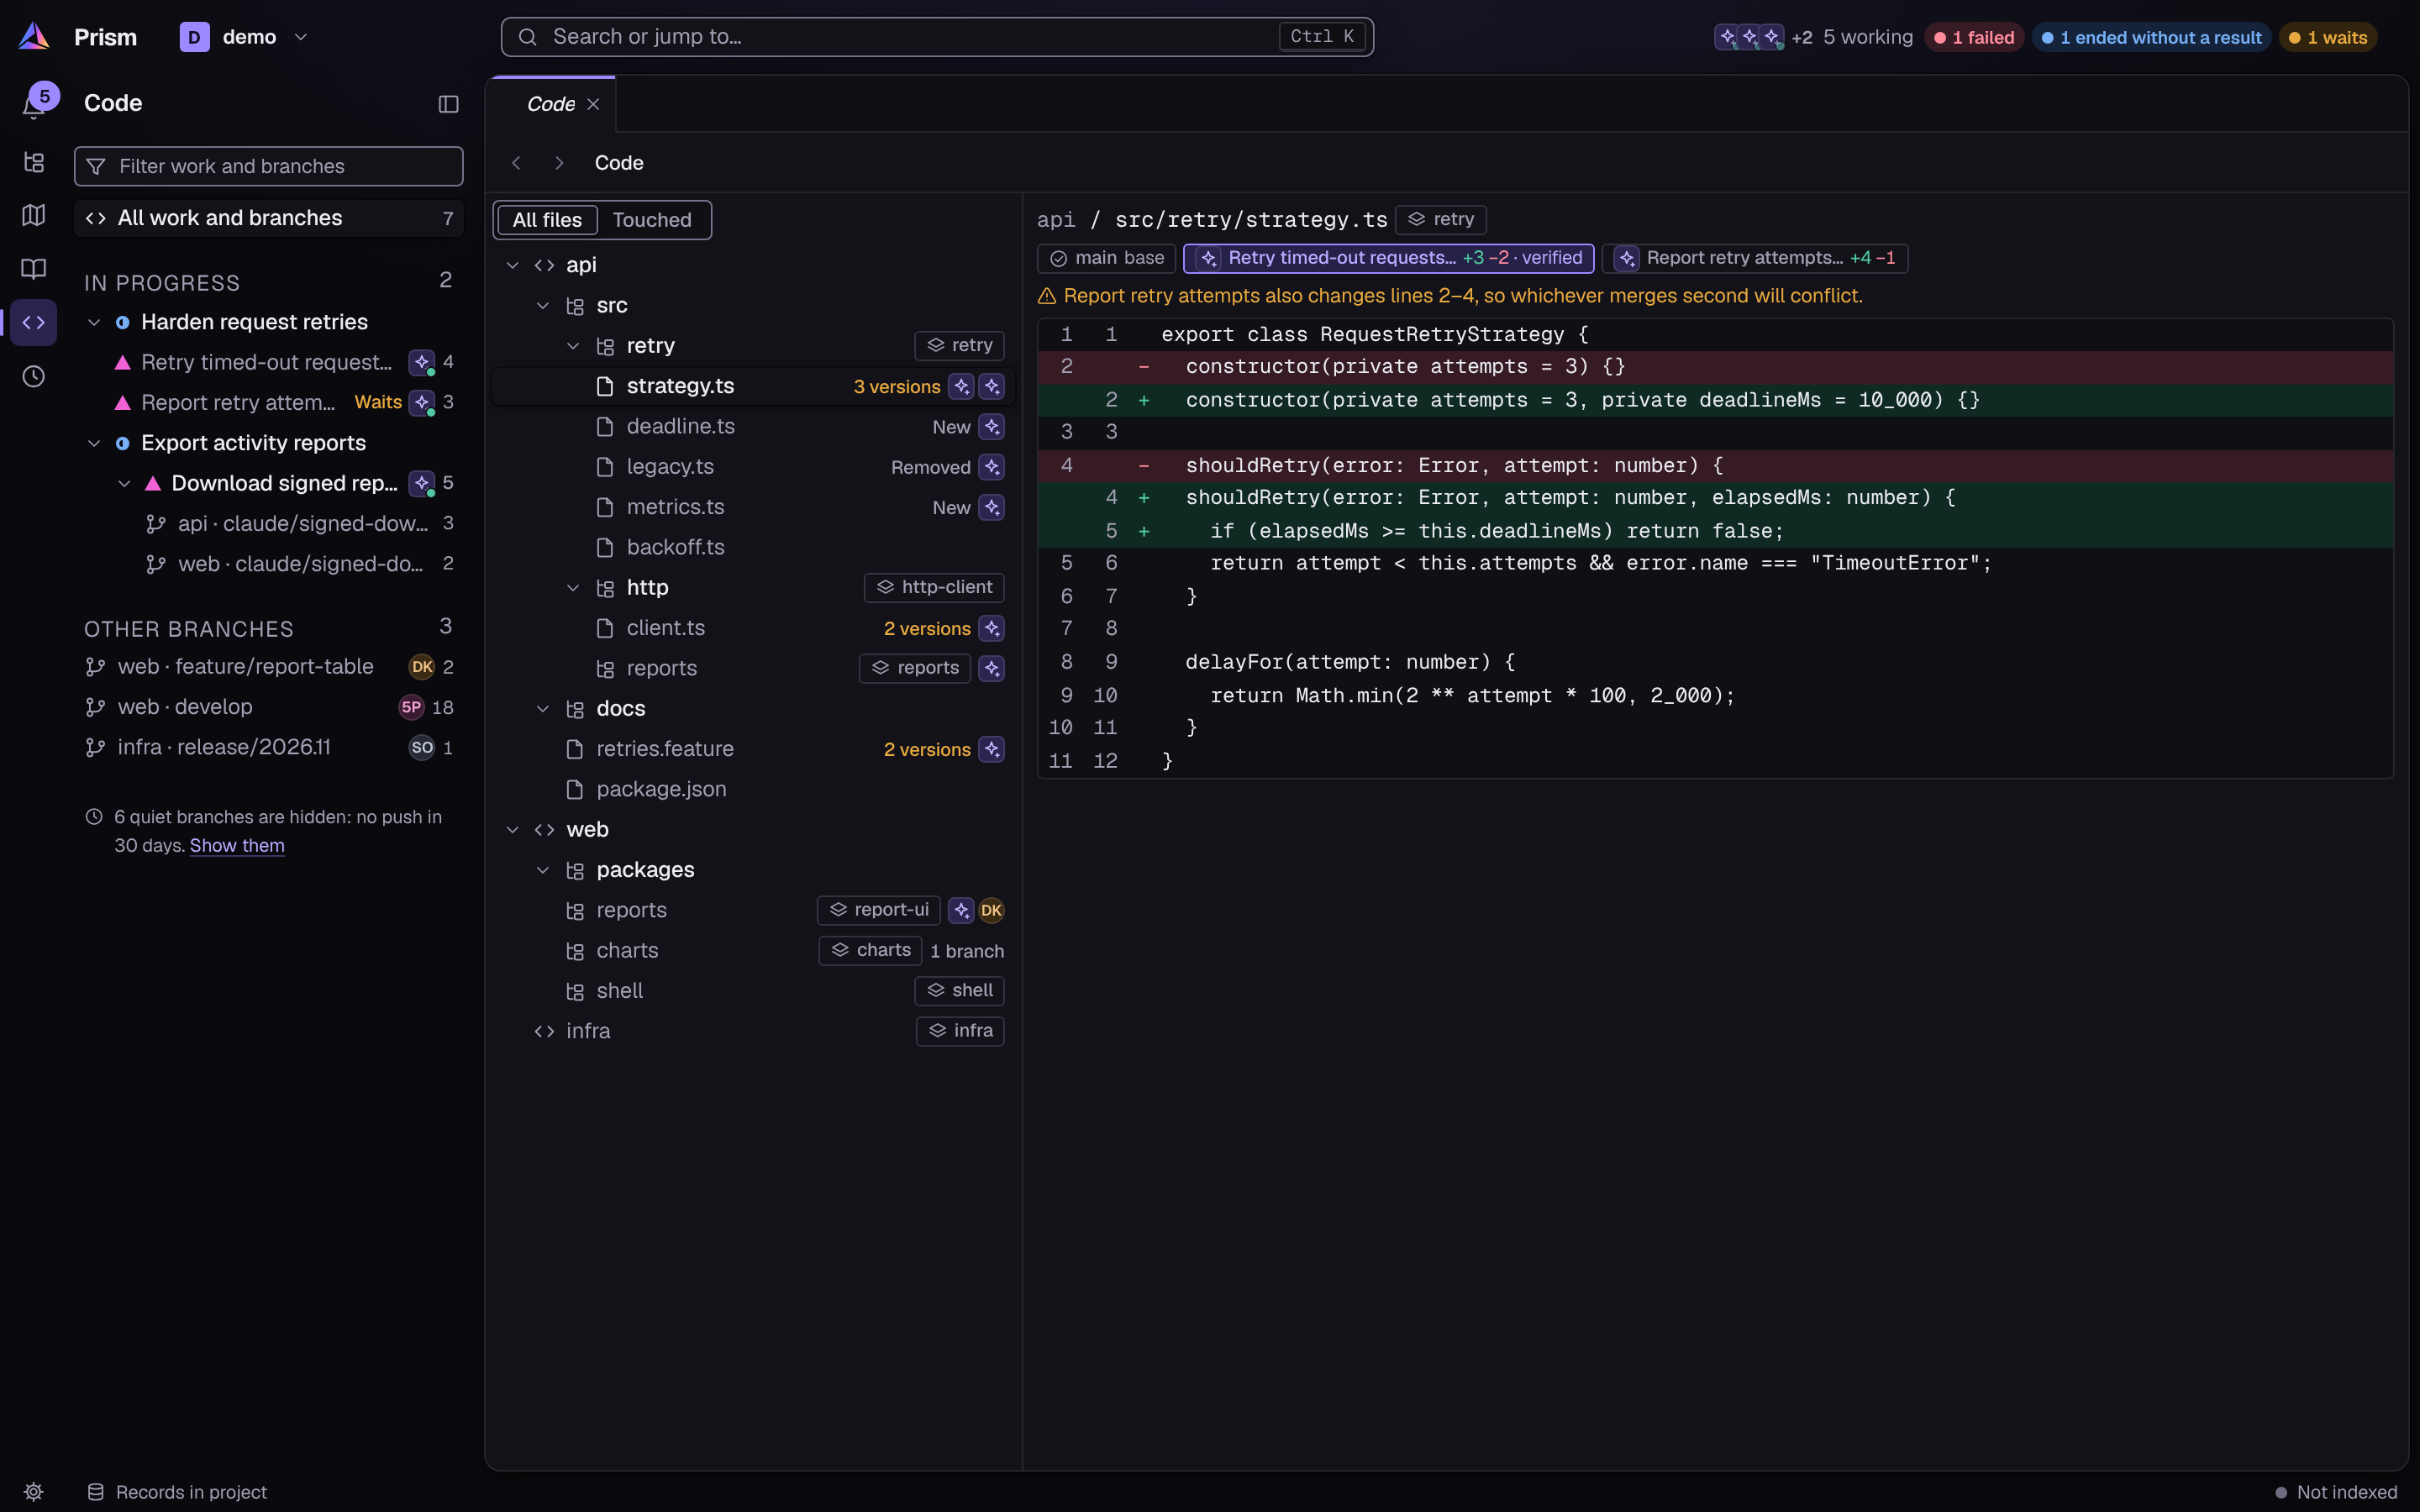 Prism
D demo
Search or jump to...
Ctrl K
+2 5 working
1 failed
1 ended without a result
1 waits
5
Code
Filter work and branches
All work and branches 7
IN PROGRESS 2
Harden request retries
Retry timed-out request... 4
Report retry attem... Waits 3
Export activity reports
Download signed rep... 5
api · claude/signed-dow... 3
web · claude/signed-do... 2
OTHER BRANCHES 3
web · feature/report-table DK 2
web · develop 5P 18
infra · release/2026.11 SO 1
6 quiet branches are hidden: no push in
30 days. Show them
Records in project
Code
Code
All files Touched
api
src
retry retry
strategy.ts 3 versions
deadline.ts New
legacy.ts Removed
metrics.ts New
backoff.ts
http http-client
client.ts 2 versions
reports reports
docs
retries.feature 2 versions
package.json
web
packages
reports report-ui DK
charts charts 1 branch
shell shell
infra infra
api / src/retry/strategy.ts retry
main base
Retry timed-out requests... +3 −2 · verified
Report retry attempts... +4 −1
Report retry attempts also changes lines 2–4, so whichever merges second will conflict.
1 1 export class RequestRetryStrategy {
2 − constructor(private attempts = 3) {}
2 + constructor(private attempts = 3, private deadlineMs = 10_000) {}
3 3
4 − shouldRetry(error: Error, attempt: number) {
4 + shouldRetry(error: Error, attempt: number, elapsedMs: number) {
5 + if (elapsedMs >= this.deadlineMs) return false;
5 6 return attempt < this.attempts && error.name === "TimeoutError";
6 7 }
7 8
8 9 delayFor(attempt: number) {
9 10 return Math.min(2 ** attempt * 100, 2_000);
10 11 }
11 12 }
Not indexed